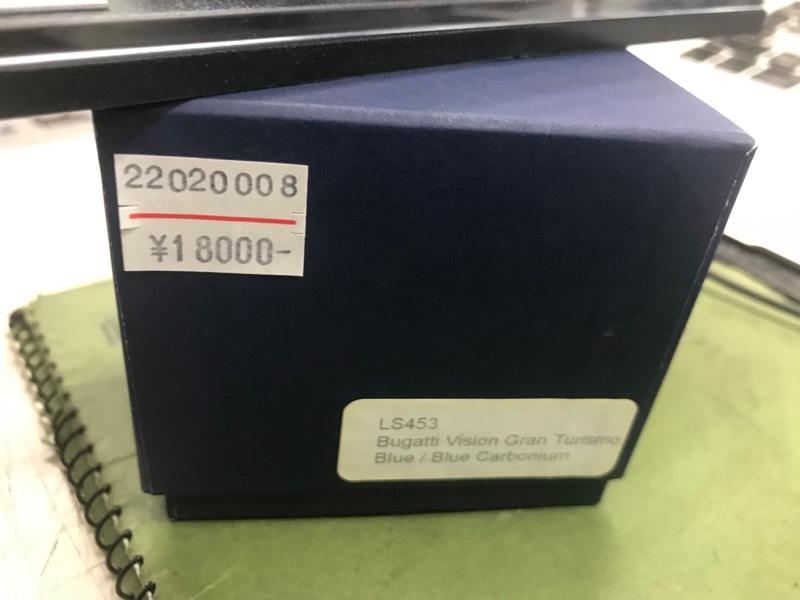 22020008
¥18000-
LS453
Bugatti Vision Gran Turismo
Blue / Blue Carbonium